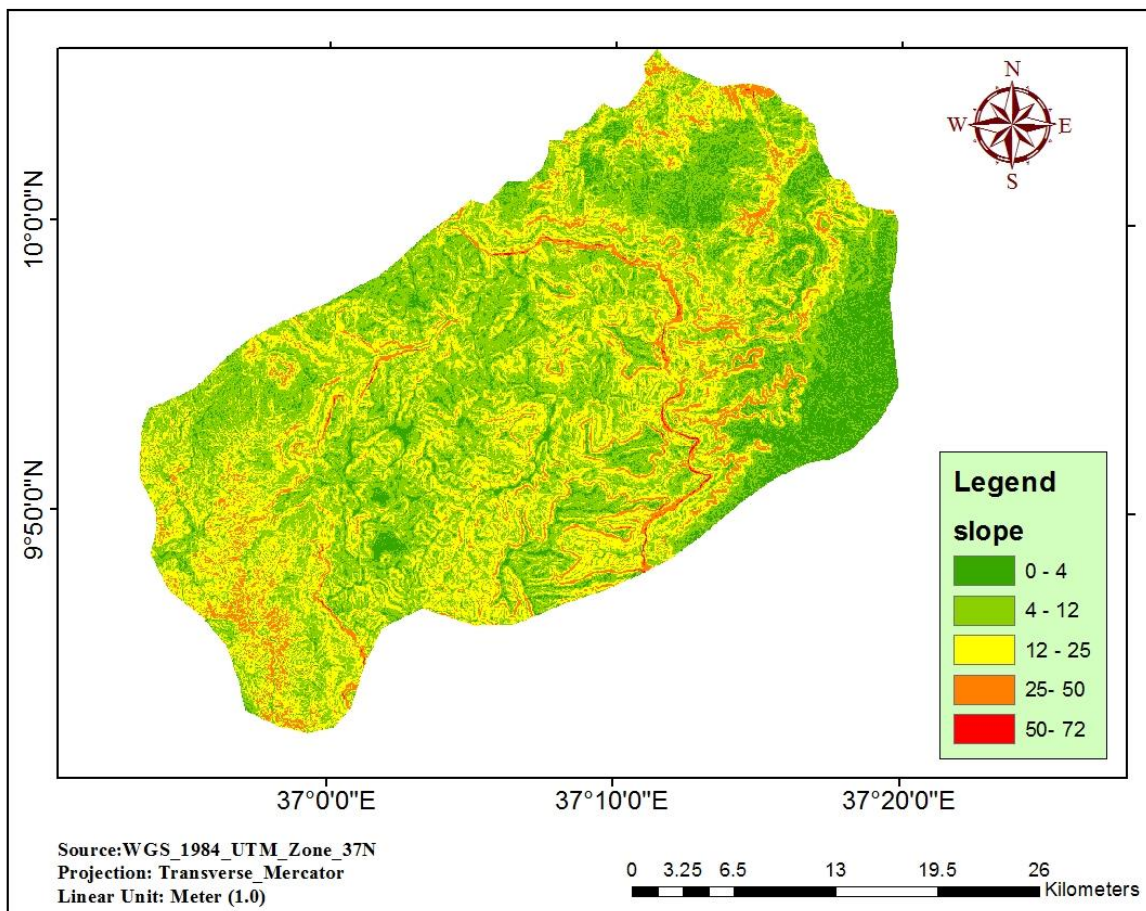 N
W E
S
10°0'0"N
9°50'0"N
Legend
slope
0 - 4
4 - 12
12 - 25
25- 50
50- 72
37°0'0"E 37°10'0"E 37°20'0"E
Source:WGS_1984_UTM_Zone_37N
Projection: Transverse_Mercator
Linear Unit: Meter (1.0)
0 3.25 6.5 13 19.5 26
Kilometers